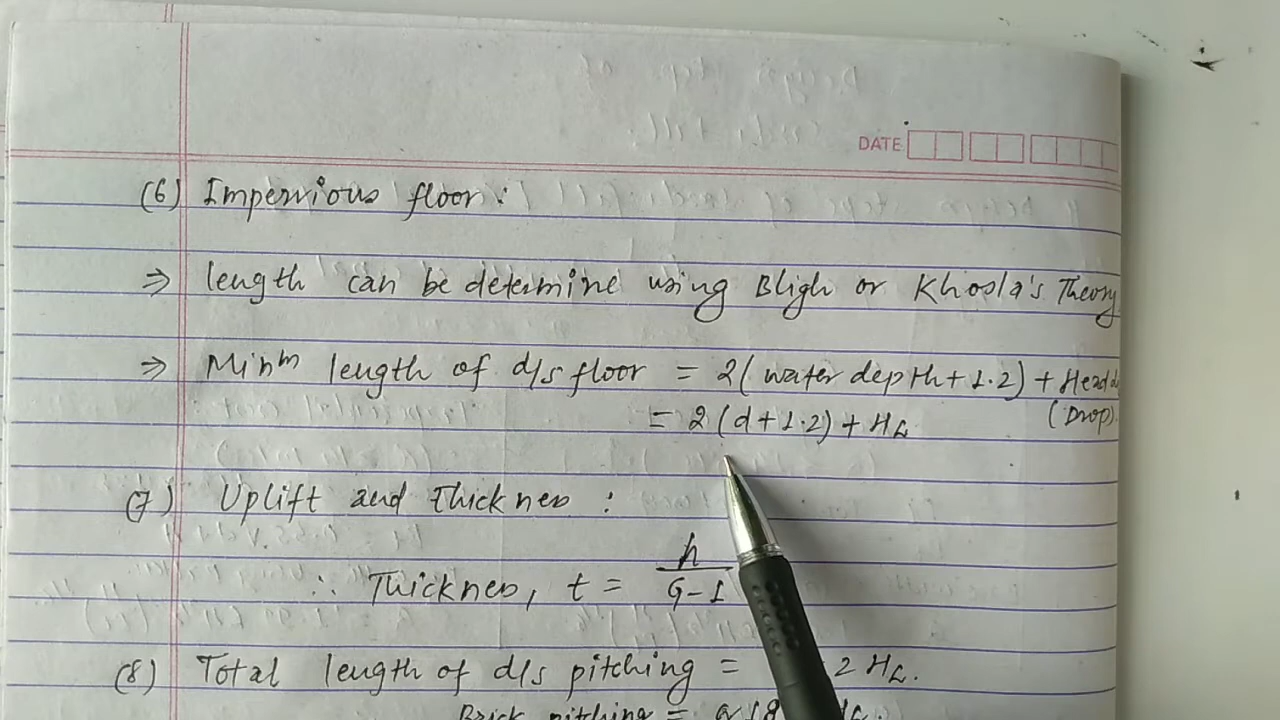 DATE
(6) Impervious floor :
⇒ length can be determine using Bligh or Khosla's Theory
⇒ Minᵐ length of d/s floor = 2( water depth + 1.2) + Head
= 2 (d + 1.2) + HL (Drop)
(7) Uplift and Thickness :
∴ Thickness, t = h / G-1
(8) Total length of d/s pitching = 2 HL.
Brick pitching =